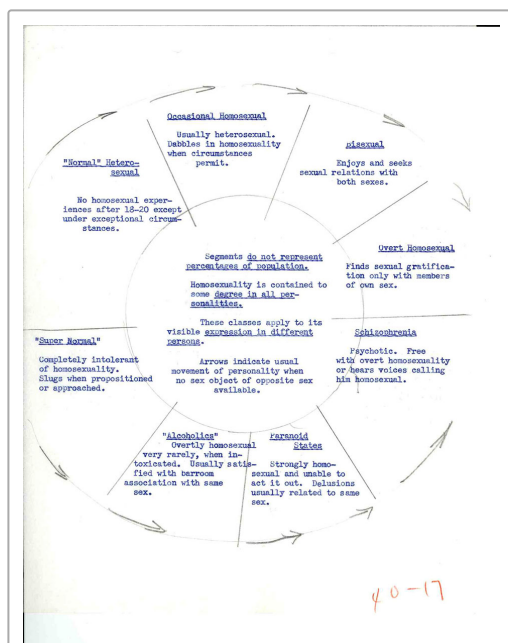 Occasional Homosexual
Usually heterosexual.
Dabbles in homosexuality
when circumstances
permit.
Bisexual
Enjoys and seeks
sexual relations with
both sexes.
"Normal" Hetero-
sexual
No homosexual exper-
iences after 18-20 except
under exceptional circum-
stances.
Overt Homosexual
Finds sexual gratifica-
tion only with members
of own sex.
Segments do not represent
percentages of population.
Homosexuality is contained to
some degree in all per-
sonalities.
These classes apply to its
visible expression in different
persons.
Arrows indicate usual
movement of personality when
no sex object of opposite sex
available.
"Super Normal"
Completely intolerant
of homosexuality.
Slugs when propositioned
or approached.
Schizophrenia
Psychotic. Free
with overt homosexuality
or hears voices calling
him homosexual.
"Alcoholics"
Overtly homosexual
very rarely, when in-
toxicated. Usually satis-
fied with barroom
association with same
sex.
Paranoid
States
Strongly homo-
sexual and unable to
act it out. Delusions
usually related to same
sex.
40-17